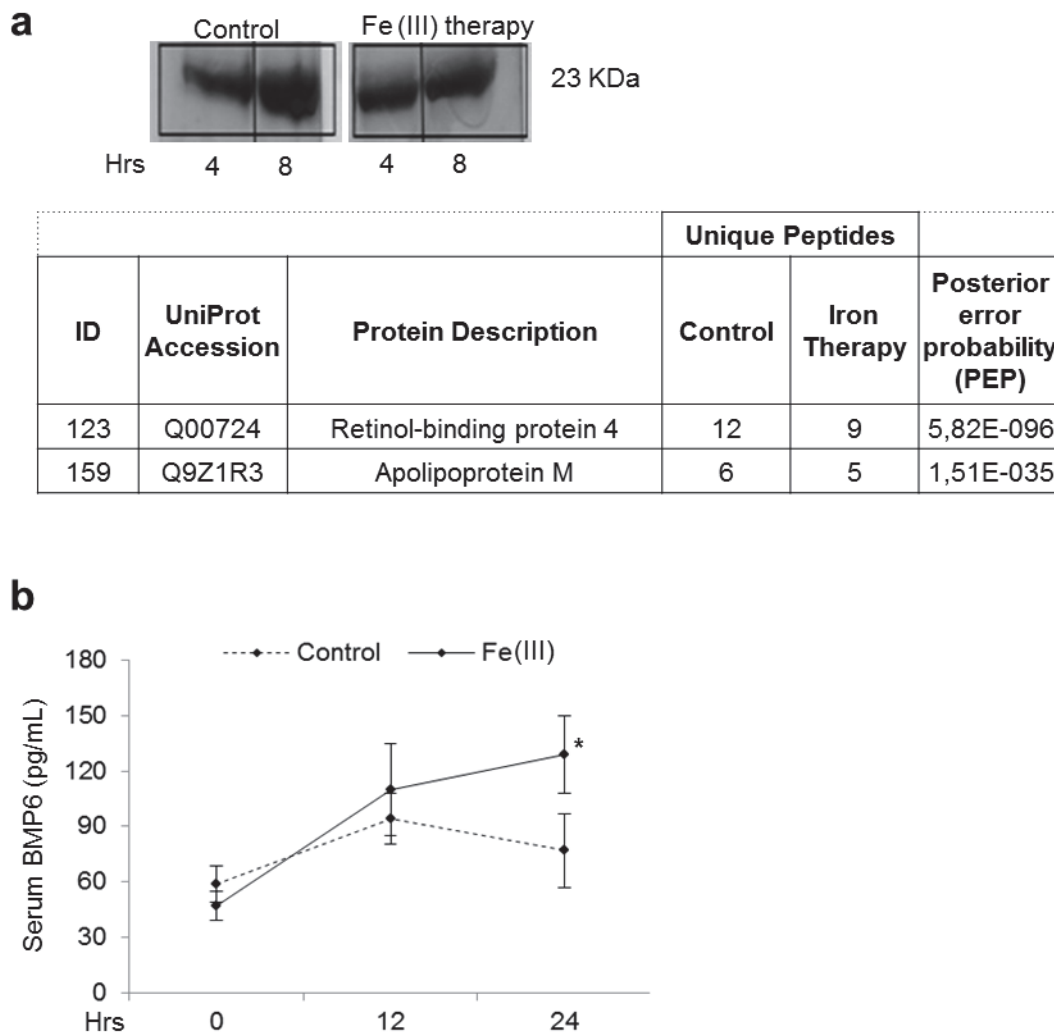 a
Control Fe(III) therapy
23 KDa
Hrs 4 8 4 8
Unique Peptides
ID UniProt Accession Protein Description Control Iron Therapy Posterior error probability (PEP)
123 Q00724 Retinol-binding protein 4 12 9 5,82E-096
159 Q9Z1R3 Apolipoprotein M 6 5 1,51E-035
b
Control Fe(III)
Serum BMP6 (pg/mL)
180
150
*
120
90
60
30
0
Hrs 0 12 24